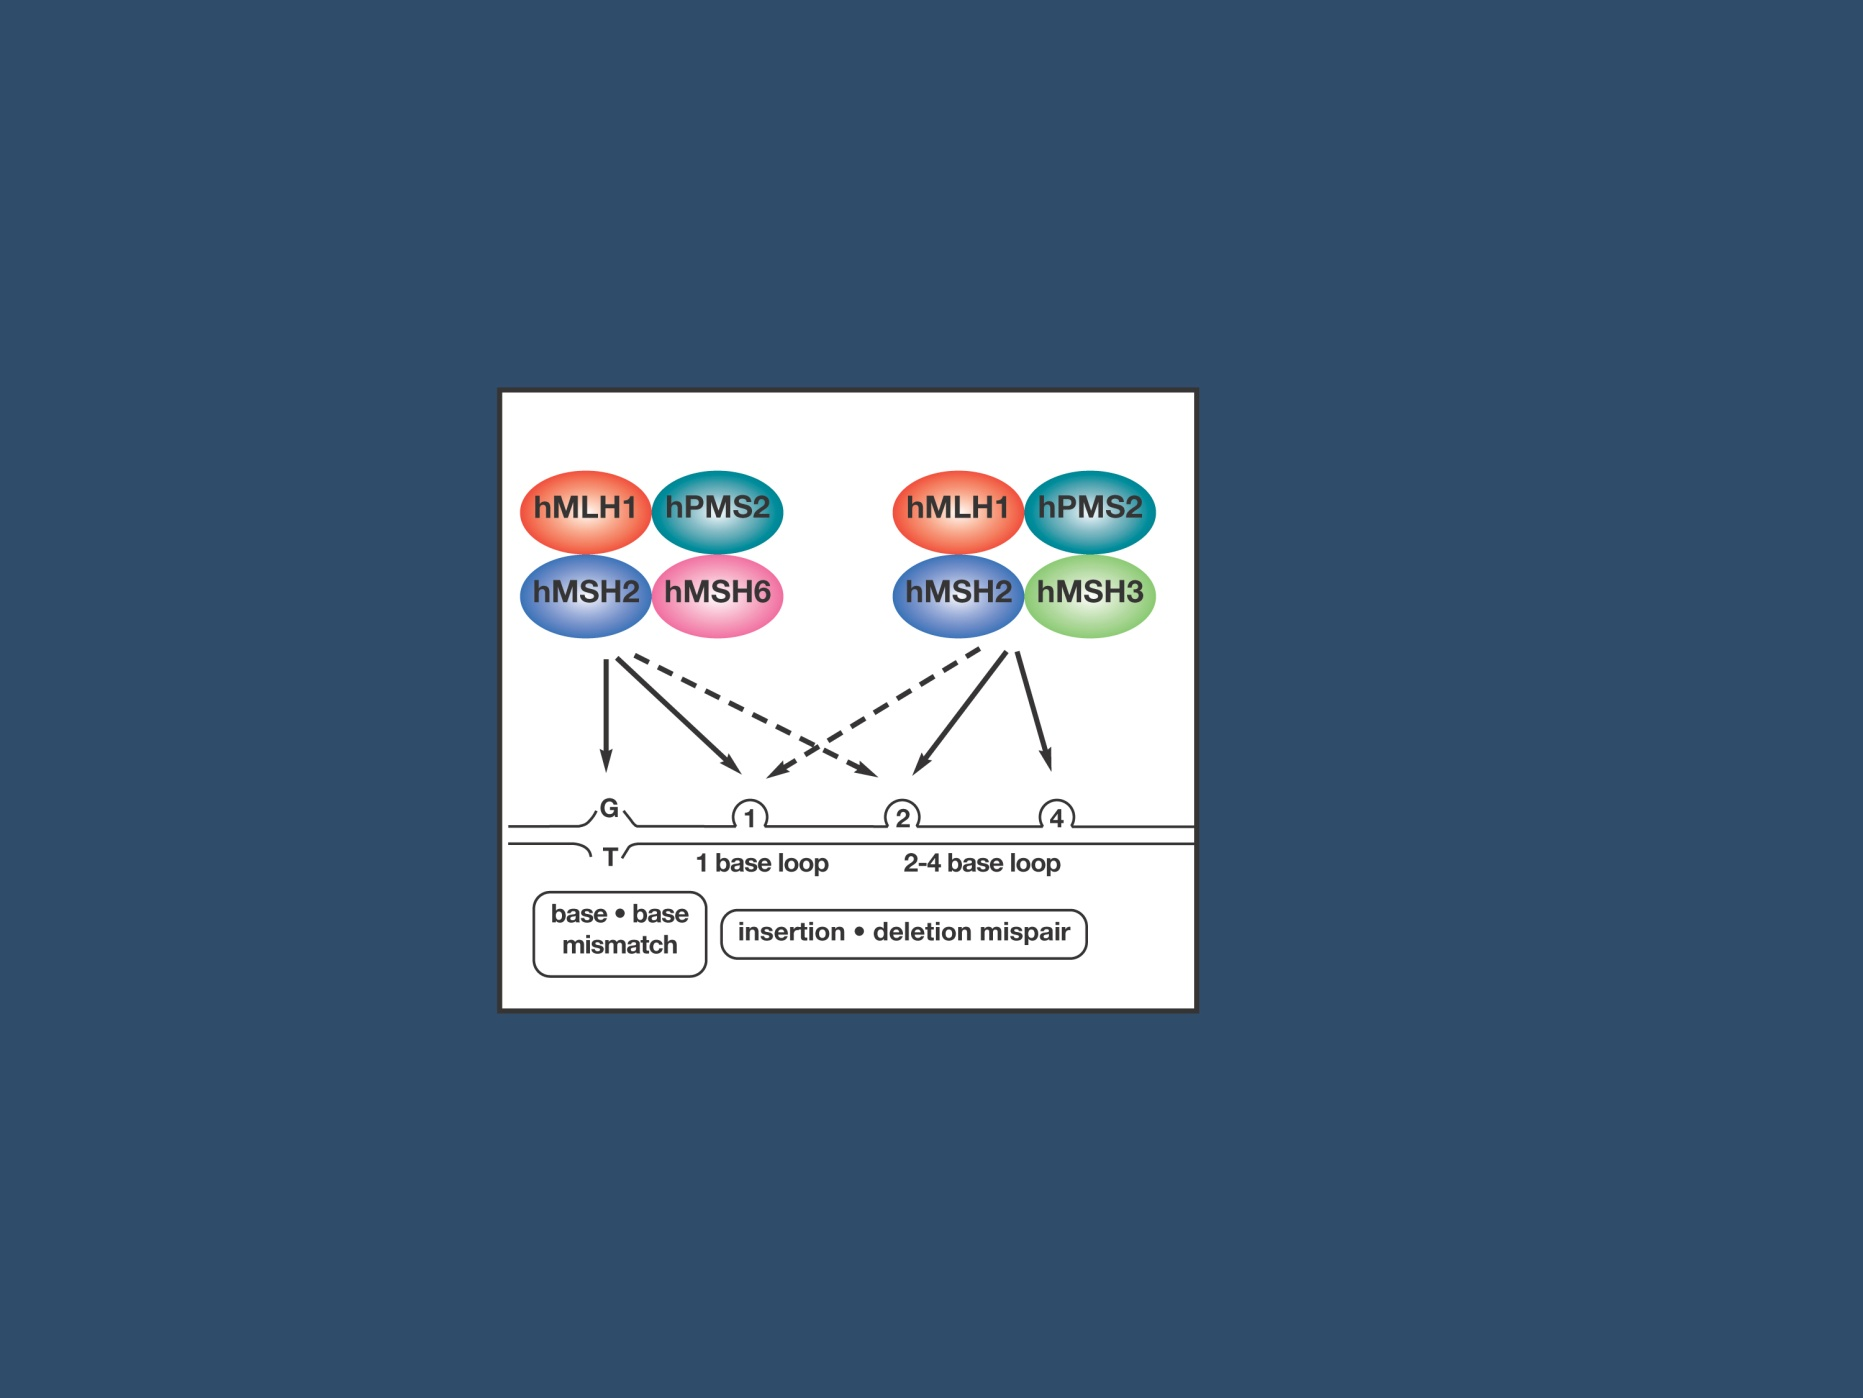 hMLH1 hPMS2 hMLH1 hPMS2
hMSH2 hMSH6 hMSH2 hMSH3
G 1 2 4
T 1 base loop 2-4 base loop
base • base
mismatch
insertion • deletion mispair